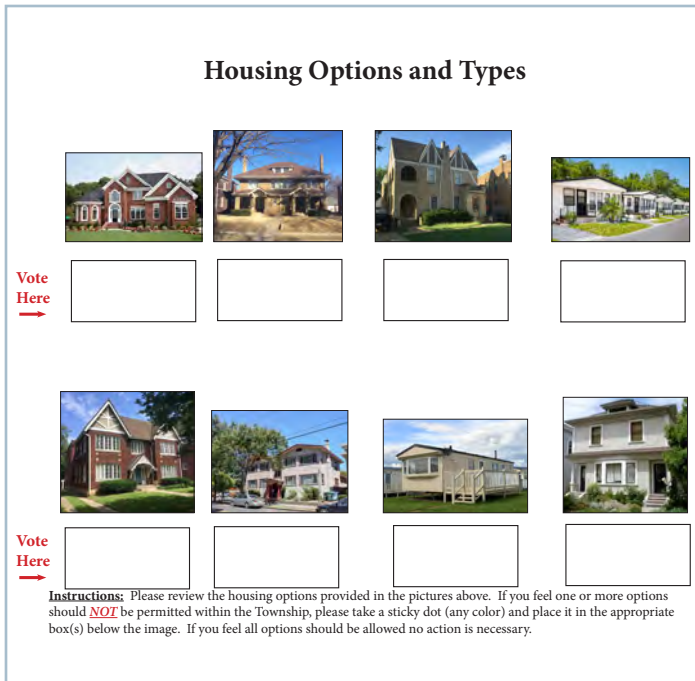 Housing Options and Types
Vote
Here
Vote
Here
Instructions: Please review the housing options provided in the pictures above. If you feel one or more options
should NOT be permitted within the Township, please take a sticky dot (any color) and place it in the appropriate
box(s) below the image. If you feel all options should be allowed no action is necessary.